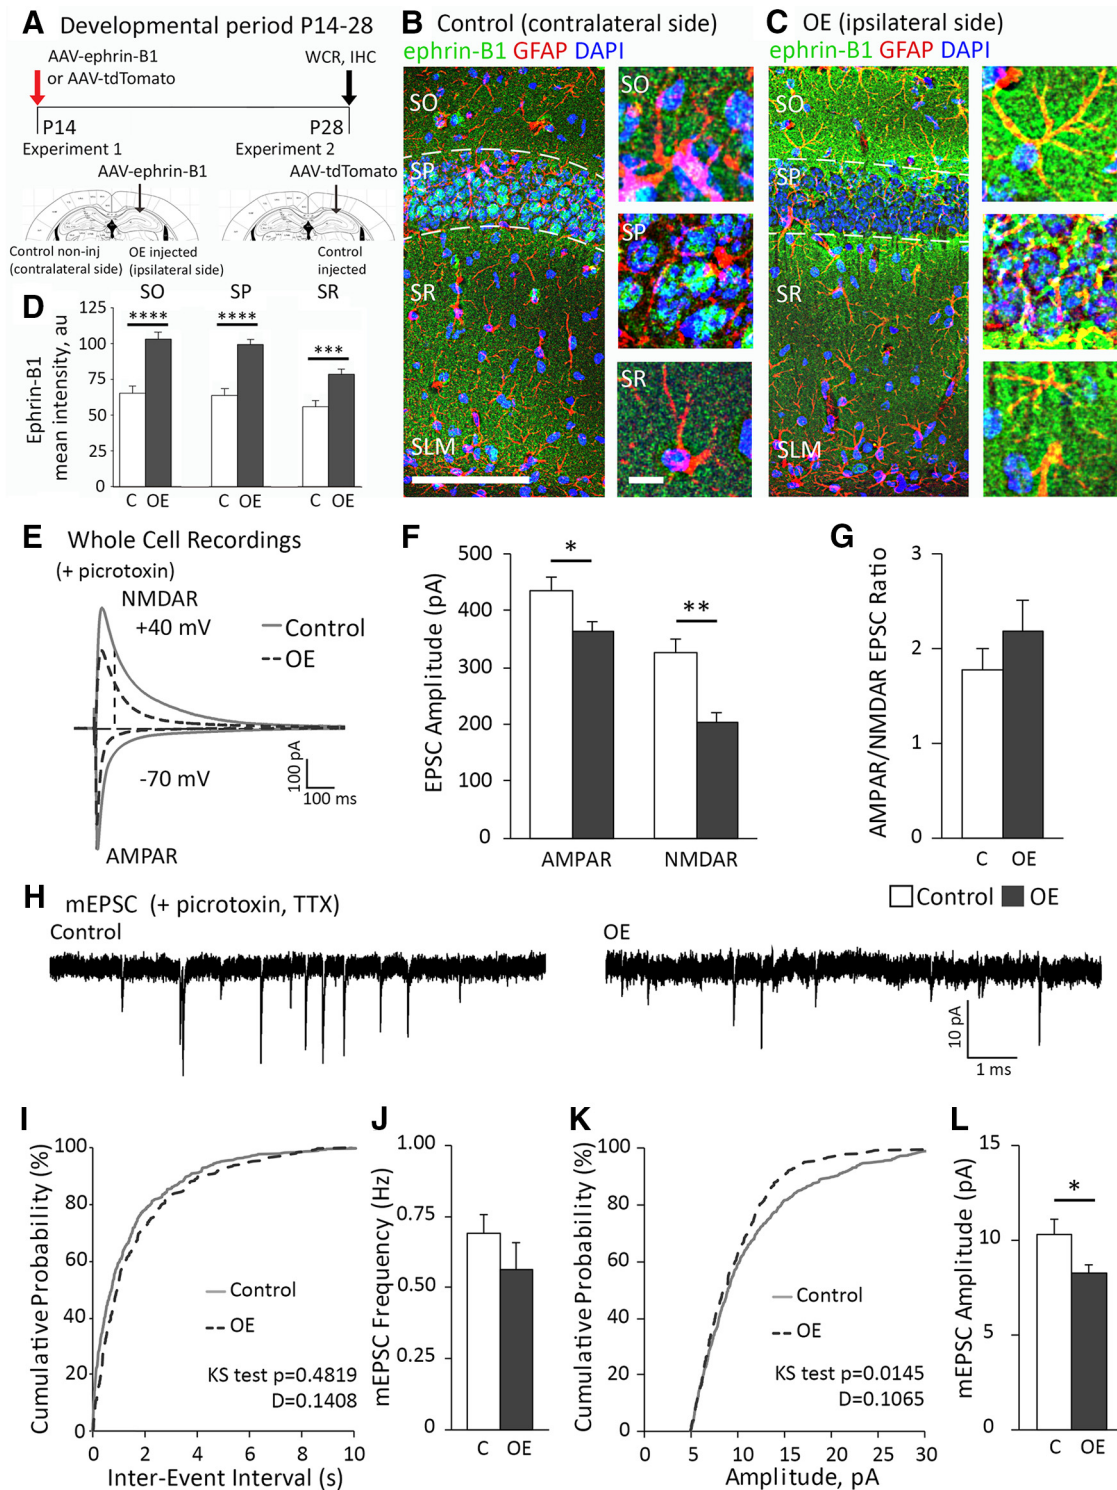 A Developmental period P14-28
AAV-ephrin-B1
or AAV-tdTomato
WCR, IHC
P14
P28
Experiment 1
Experiment 2
AAV-ephrin-B1
AAV-tdTomato
Control non-inj
(contralateral side)
OE injected
(ipsilateral side)
Control
injected
B Control (contralateral side)
ephrin-B1 GFAP DAPI
SO
SP
SR
SLM
SP
SR
C OE (ipsilateral side)
ephrin-B1 GFAP DAPI
SO
SP
SR
SLM
D
SO SP SR
Ephrin-B1
mean intensity, au
125
100
75
50
25
0
**** **** ***
C OE C OE C OE
E Whole Cell Recordings
(+ picrotoxin)
NMDAR
+40 mV
Control
OE
-70 mV
AMPAR
100 pA
100 ms
F
EPSC Amplitude (pA)
500
400
300
200
100
0
* **
AMPAR NMDAR
G
AMPAR/NMDAR EPSC Ratio
3
2
1
0
C OE
Control OE
H mEPSC (+ picrotoxin, TTX)
Control
OE
10 pA
1 ms
I
Cumulative Probability (%)
100
80
60
40
20
0
0 2 4 6 8 10
Inter-Event Interval (s)
Control
OE
KS test p=0.4819
D=0.1408
J
mEPSC Frequency (Hz)
1.00
0.75
0.50
0.25
0
C OE
K
Cumulative Probability (%)
100
80
60
40
20
0
0 5 10 15 20 25 30
Amplitude, pA
Control
OE
KS test p=0.0145
D=0.1065
L
mEPSC Amplitude (pA)
15
10
5
0
*
C OE